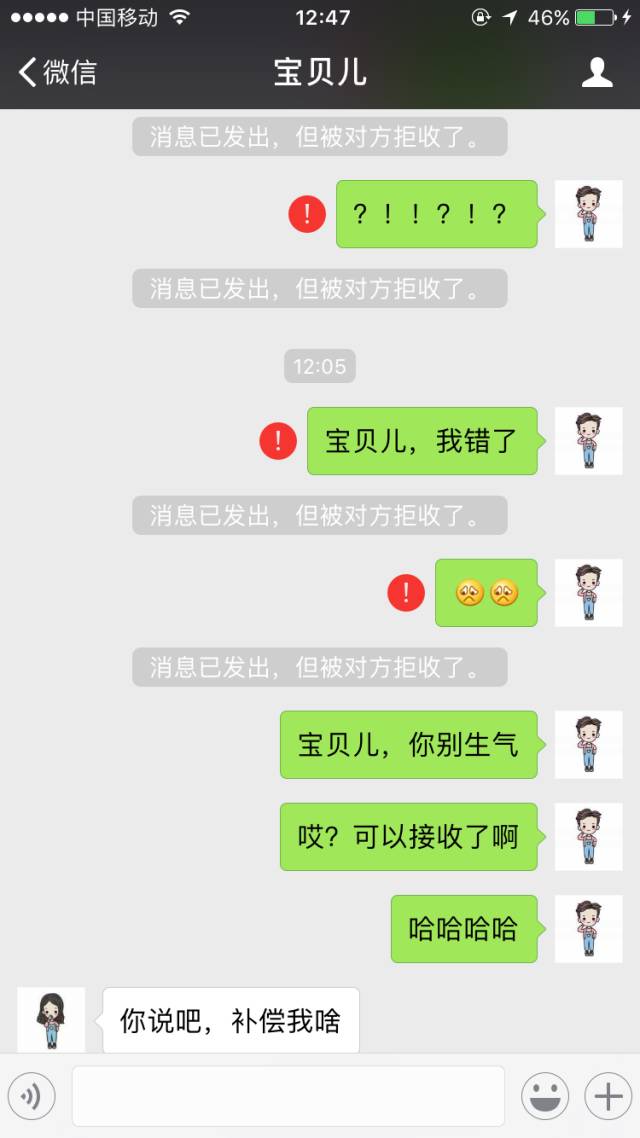 中国移动 12:47 46%
微信 宝贝儿
消息已发出，但被对方拒收了。
？！！？！？
消息已发出，但被对方拒收了。
12:05
宝贝儿，我错了
消息已发出，但被对方拒收了。
消息已发出，但被对方拒收了。
宝贝儿，你别生气
哎？可以接收了啊
哈哈哈哈
你说吧，补偿我啥